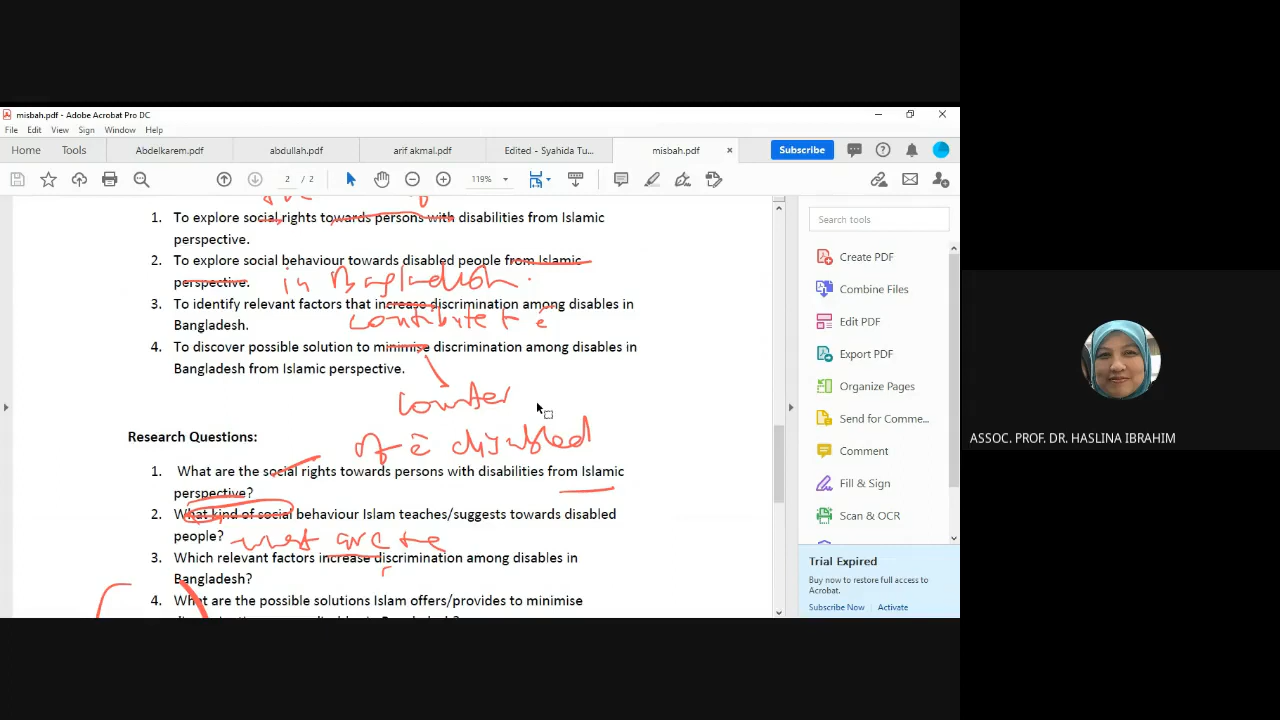 misbah.pdf - Adobe Acrobat Pro DC
File Edit View Sign Window Help
Home Tools Abdelkarem.pdf abdullah.pdf arif akmal.pdf Edited - Syahida Tu... misbah.pdf × Subscribe
2 / 2 119% 
Search tools
1. To explore social rights towards persons with disabilities from Islamic
perspective.
2. To explore social behaviour towards disabled people from Islamic
perspective. in Bangladesh.
3. To identify relevant factors that increase discrimination among disables in
Bangladesh. contribute to
4. To discover possible solution to minimise discrimination among disables in
Bangladesh from Islamic perspective.
counter
Research Questions: of disabled
1. What are the social rights towards persons with disabilities from Islamic
perspective?
2. What kind of social behaviour Islam teaches/suggests towards disabled
people? what are the
3. Which relevant factors increase discrimination among disables in
Bangladesh?
4. What are the possible solutions Islam offers/provides to minimise
Create PDF
Combine Files
Edit PDF
Export PDF
Organize Pages
Send for Comme...
Comment
Fill & Sign
Scan & OCR
Trial Expired
Buy now to restore full access to
Acrobat.
Subscribe Now Activate
ASSOC. PROF. DR. HASLINA IBRAHIM